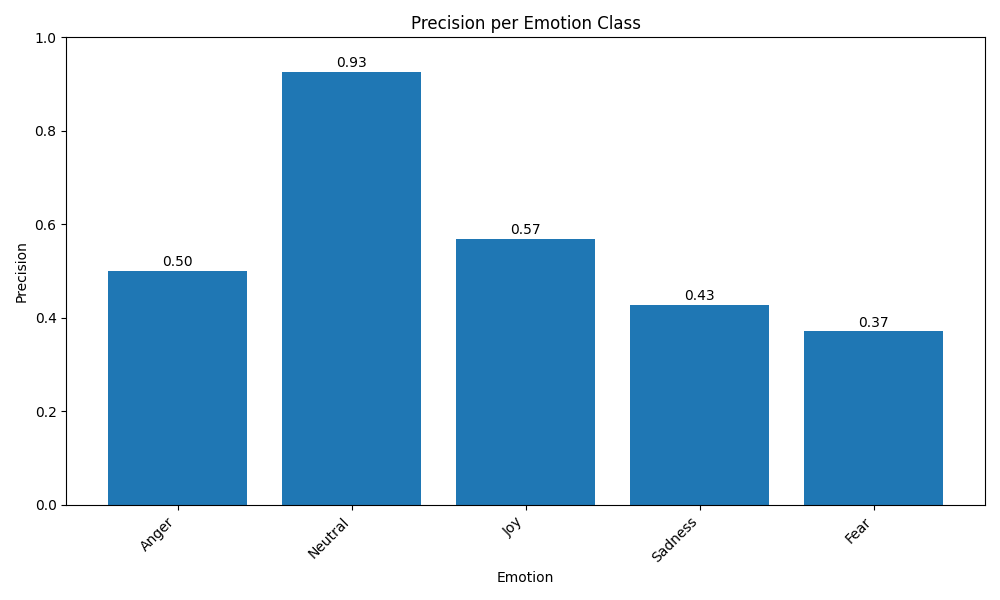 Precision per Emotion Class
1.0
0.8
0.6
0.4
0.2
0.0
Precision
0.50
0.93
0.57
0.43
0.37
Anger
Neutral
Joy
Sadness
Fear
Emotion